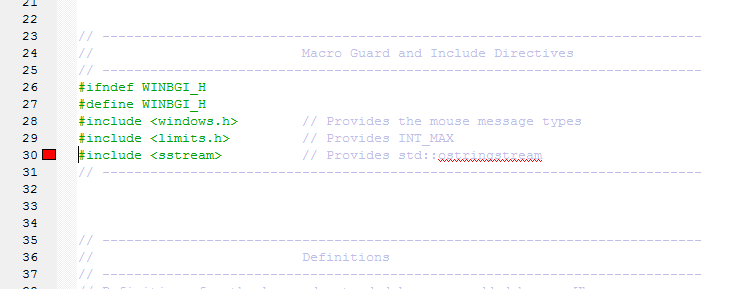 21
22
23 // ---------------------------------------------------------------------------
24 //                          Macro Guard and Include Directives
25 // ---------------------------------------------------------------------------
26 #ifndef WINBGI_H
27 #define WINBGI_H
28 #include <windows.h>        // Provides the mouse message types
29 #include <limits.h>         // Provides INT_MAX
30 #include <sstream>          // Provides std::ostringstream
31 // ---------------------------------------------------------------------------
32
33
34
35 // ---------------------------------------------------------------------------
36 //                          Definitions
37 // ---------------------------------------------------------------------------